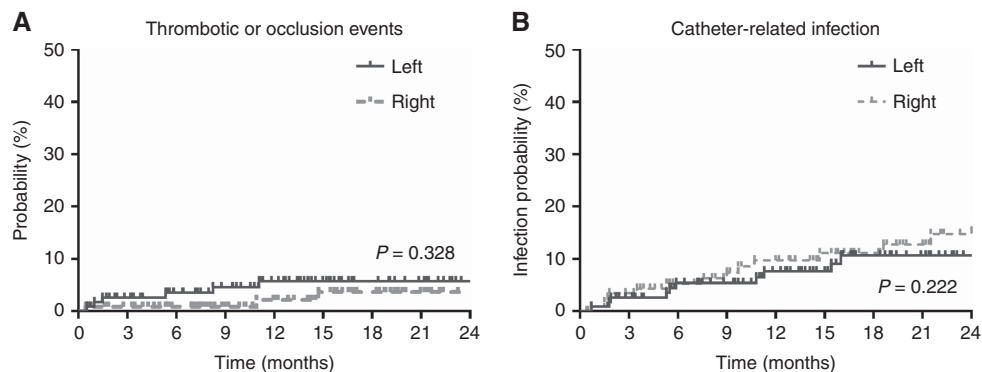 A
Thrombotic or occlusion events
Probability (%)
50
40
30
20
10
0
Left
Right
P = 0.328
0 3 6 9 12 15 18 21 24
Time (months)
B
Catheter-related infection
Infection probability (%)
50
40
30
20
10
0
Left
Right
P = 0.222
0 3 6 9 12 15 18 21 24
Time (months)